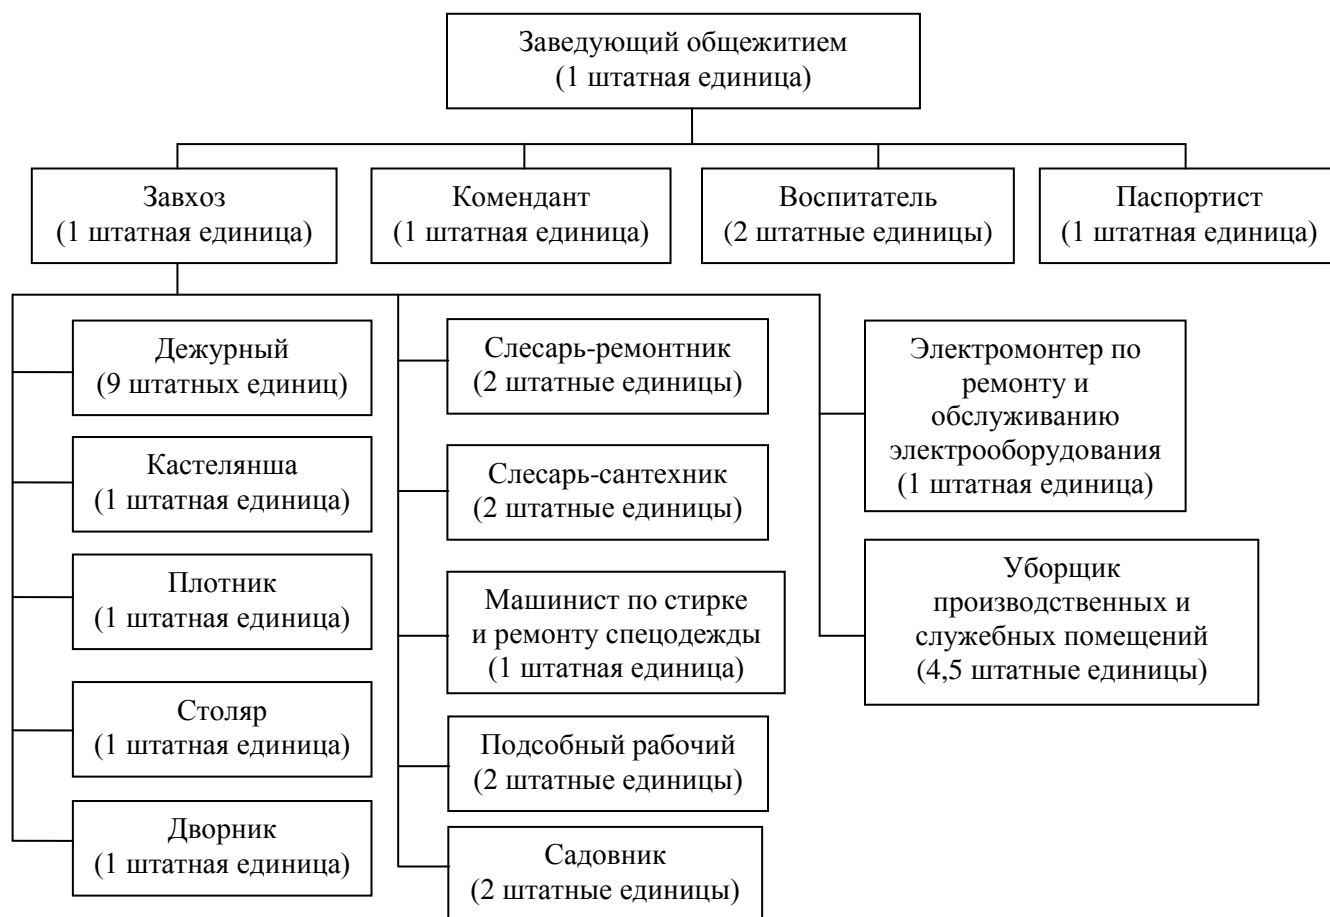 Заведующий общежитием
(1 штатная единица)
Завхоз
(1 штатная единица)
Комендант
(1 штатная единица)
Воспитатель
(2 штатные единицы)
Паспортист
(1 штатная единица)
Дежурный
(9 штатных единиц)
Кастелянша
(1 штатная единица)
Плотник
(1 штатная единица)
Столяр
(1 штатная единица)
Дворник
(1 штатная единица)
Слесарь-ремонтник
(2 штатные единицы)
Слесарь-сантехник
(2 штатные единицы)
Машинист по стирке
и ремонту спецодежды
(1 штатная единица)
Подсобный рабочий
(2 штатные единицы)
Садовник
(2 штатные единицы)
Электромонтер по
ремонту и
обслуживанию
электрооборудования
(1 штатная единица)
Уборщик
производственных и
служебных помещений
(4,5 штатные единицы)